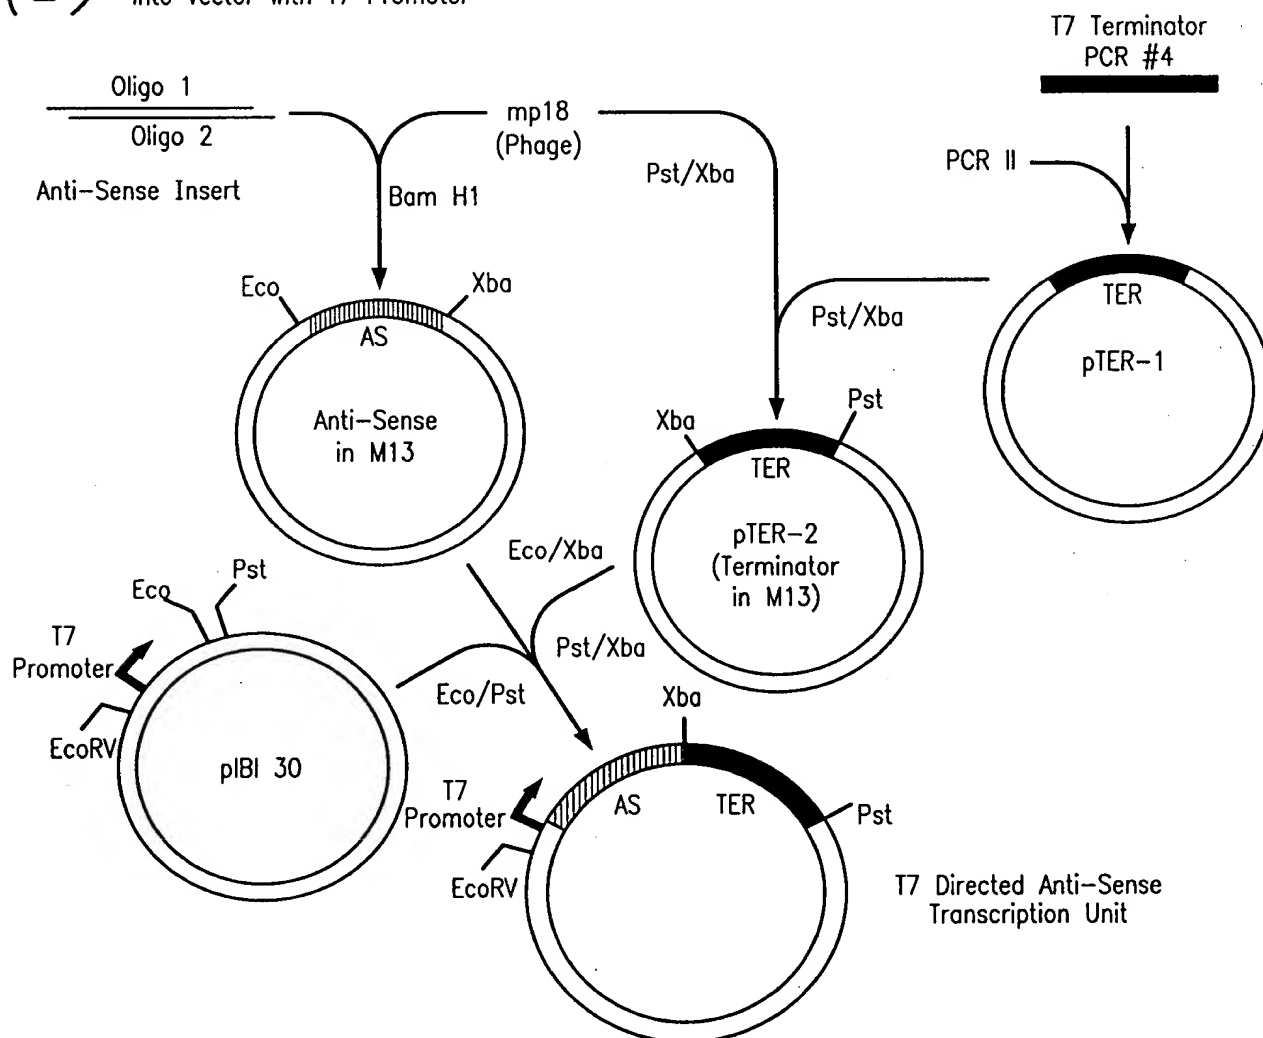 into Vector with T7 Promoter
T7 Terminator
PCR #4
Oligo 1
Oligo 2
Anti-Sense Insert
mp18
(Phage)
Bam H1
Pst/Xba
PCR II
Eco
Xba
AS
Anti-Sense
in M13
Pst/Xba
TER
pTER-1
Xba
Pst
TER
pTER-2
(Terminator
in M13)
Eco/Xba
Pst/Xba
Eco/Pst
Eco
Pst
T7
Promoter
EcoRV
pIBI 30
Xba
T7
Promoter
AS
TER
Pst
EcoRV
T7 Directed Anti-Sense
Transcription Unit